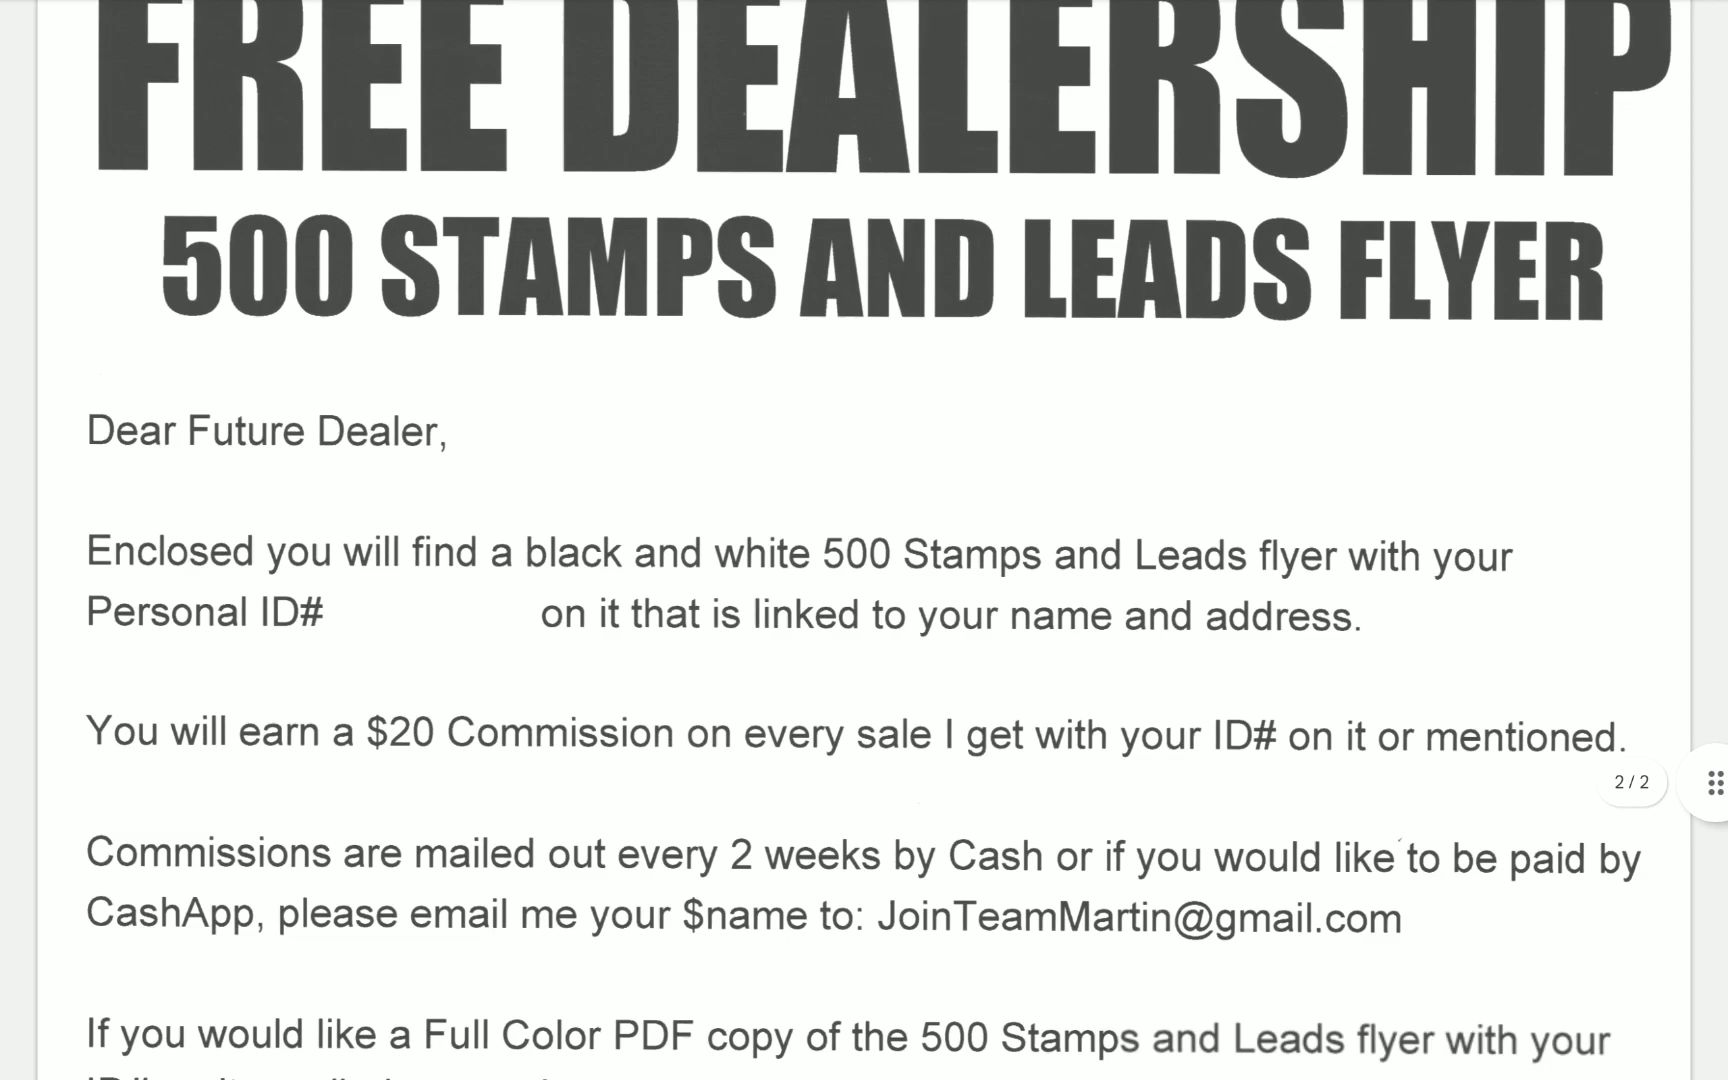 FREE DEALERSHIP
500 STAMPS AND LEADS FLYER
Dear Future Dealer,
Enclosed you will find a black and white 500 Stamps and Leads flyer with your
Personal ID# on it that is linked to your name and address.
You will earn a $20 Commission on every sale I get with your ID# on it or mentioned.
2 / 2
Commissions are mailed out every 2 weeks by Cash or if you would like to be paid by
CashApp, please email me your $name to: JoinTeamMartin@gmail.com
If you would like a Full Color PDF copy of the 500 Stamps and Leads flyer with your